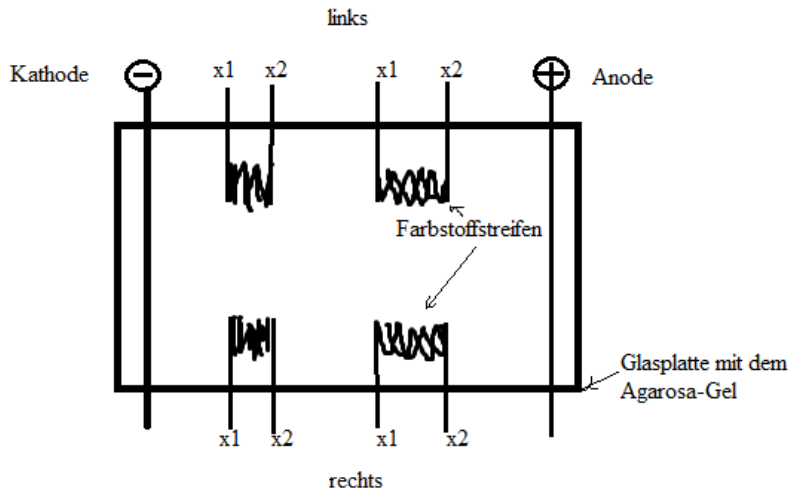 links
x1 x2 x1 x2
Kathode − + Anode
Farbstoffstreifen
Glasplatte mit dem
Agarosa-Gel
x1 x2 x1 x2
rechts